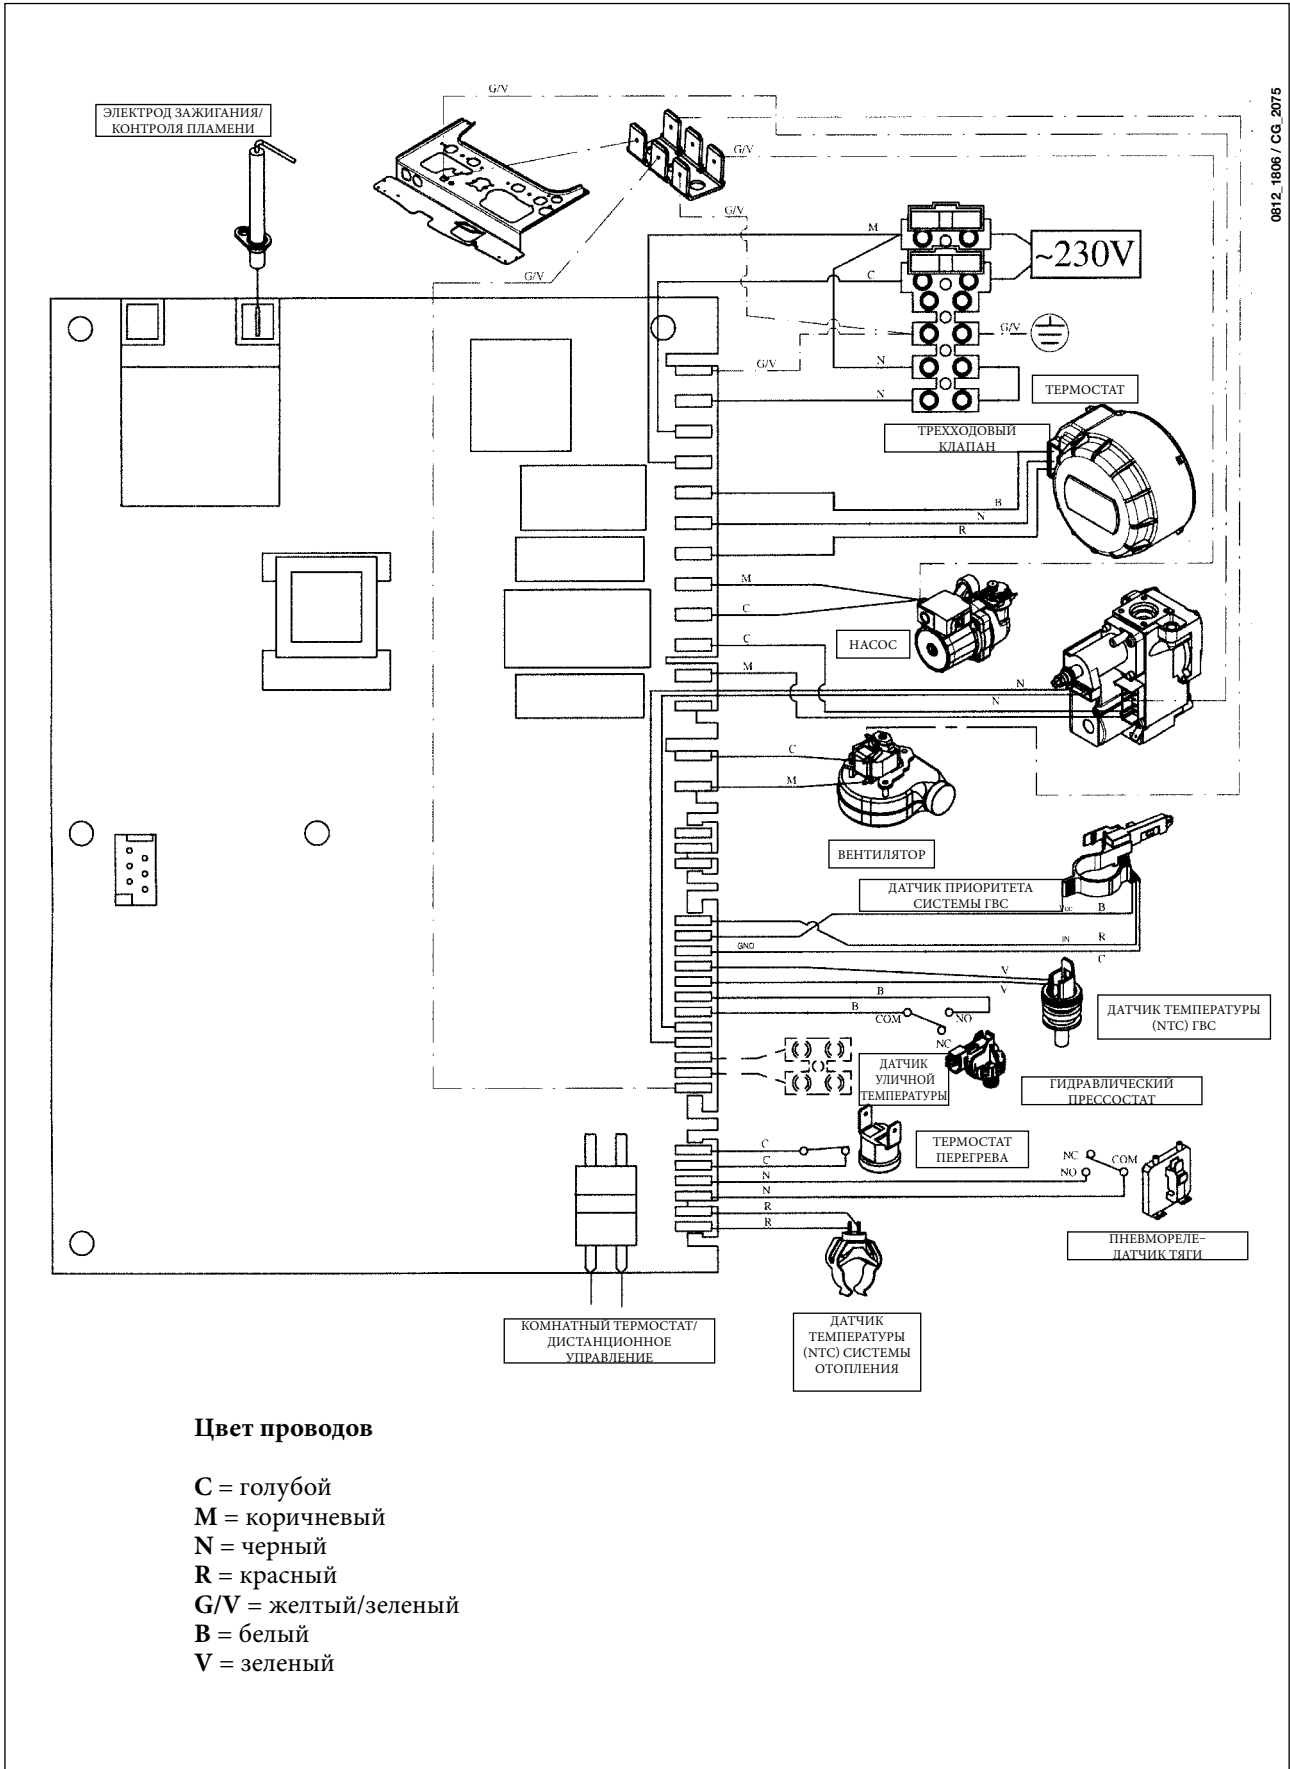 G/V
0812_1806 / CG_2075
ЭЛЕКТРОД ЗАЖИГАНИЯ/
КОНТРОЛЯ ПЛАМЕНИ
G/V
G/V
M
~230V
G/V
C
G/V
G/V
N
ТЕРМОСТАТ
N
ТРЕХХОДОВЫЙ
КЛАПАН
B
N
R
M
C
НАСОС
C
M
N
N
C
M
ВЕНТИЛЯТОР
ДАТЧИК ПРИОРИТЕТА
СИСТЕМЫ ГВС
Vcc
B
IN
R
GND
C
V
V
B
B
COM
NO
NC
ДАТЧИК ТЕМПЕРАТУРЫ
(NTC) ГВС
ДАТЧИК
УЛИЧНОЙ
ТЕМПЕРАТУРЫ
ГИДРАВЛИЧЕСКИЙ
ПРЕССОСТАТ
C
C
ТЕРМОСТАТ
ПЕРЕГРЕВА
NC
COM
NO
N
N
R
R
ПНЕВМОРЕЛЕ-
ДАТЧИК ТЯГИ
КОМНАТНЫЙ ТЕРМОСТАТ/
ДИСТАНЦИОННОЕ
УПРАВЛЕНИЕ
ДАТЧИК
ТЕМПЕРАТУРЫ
(NTC) СИСТЕМЫ
ОТОПЛЕНИЯ
Цвет проводов
C = голубой
M = коричневый
N = черный
R = красный
G/V = желтый/зеленый
B = белый
V = зеленый